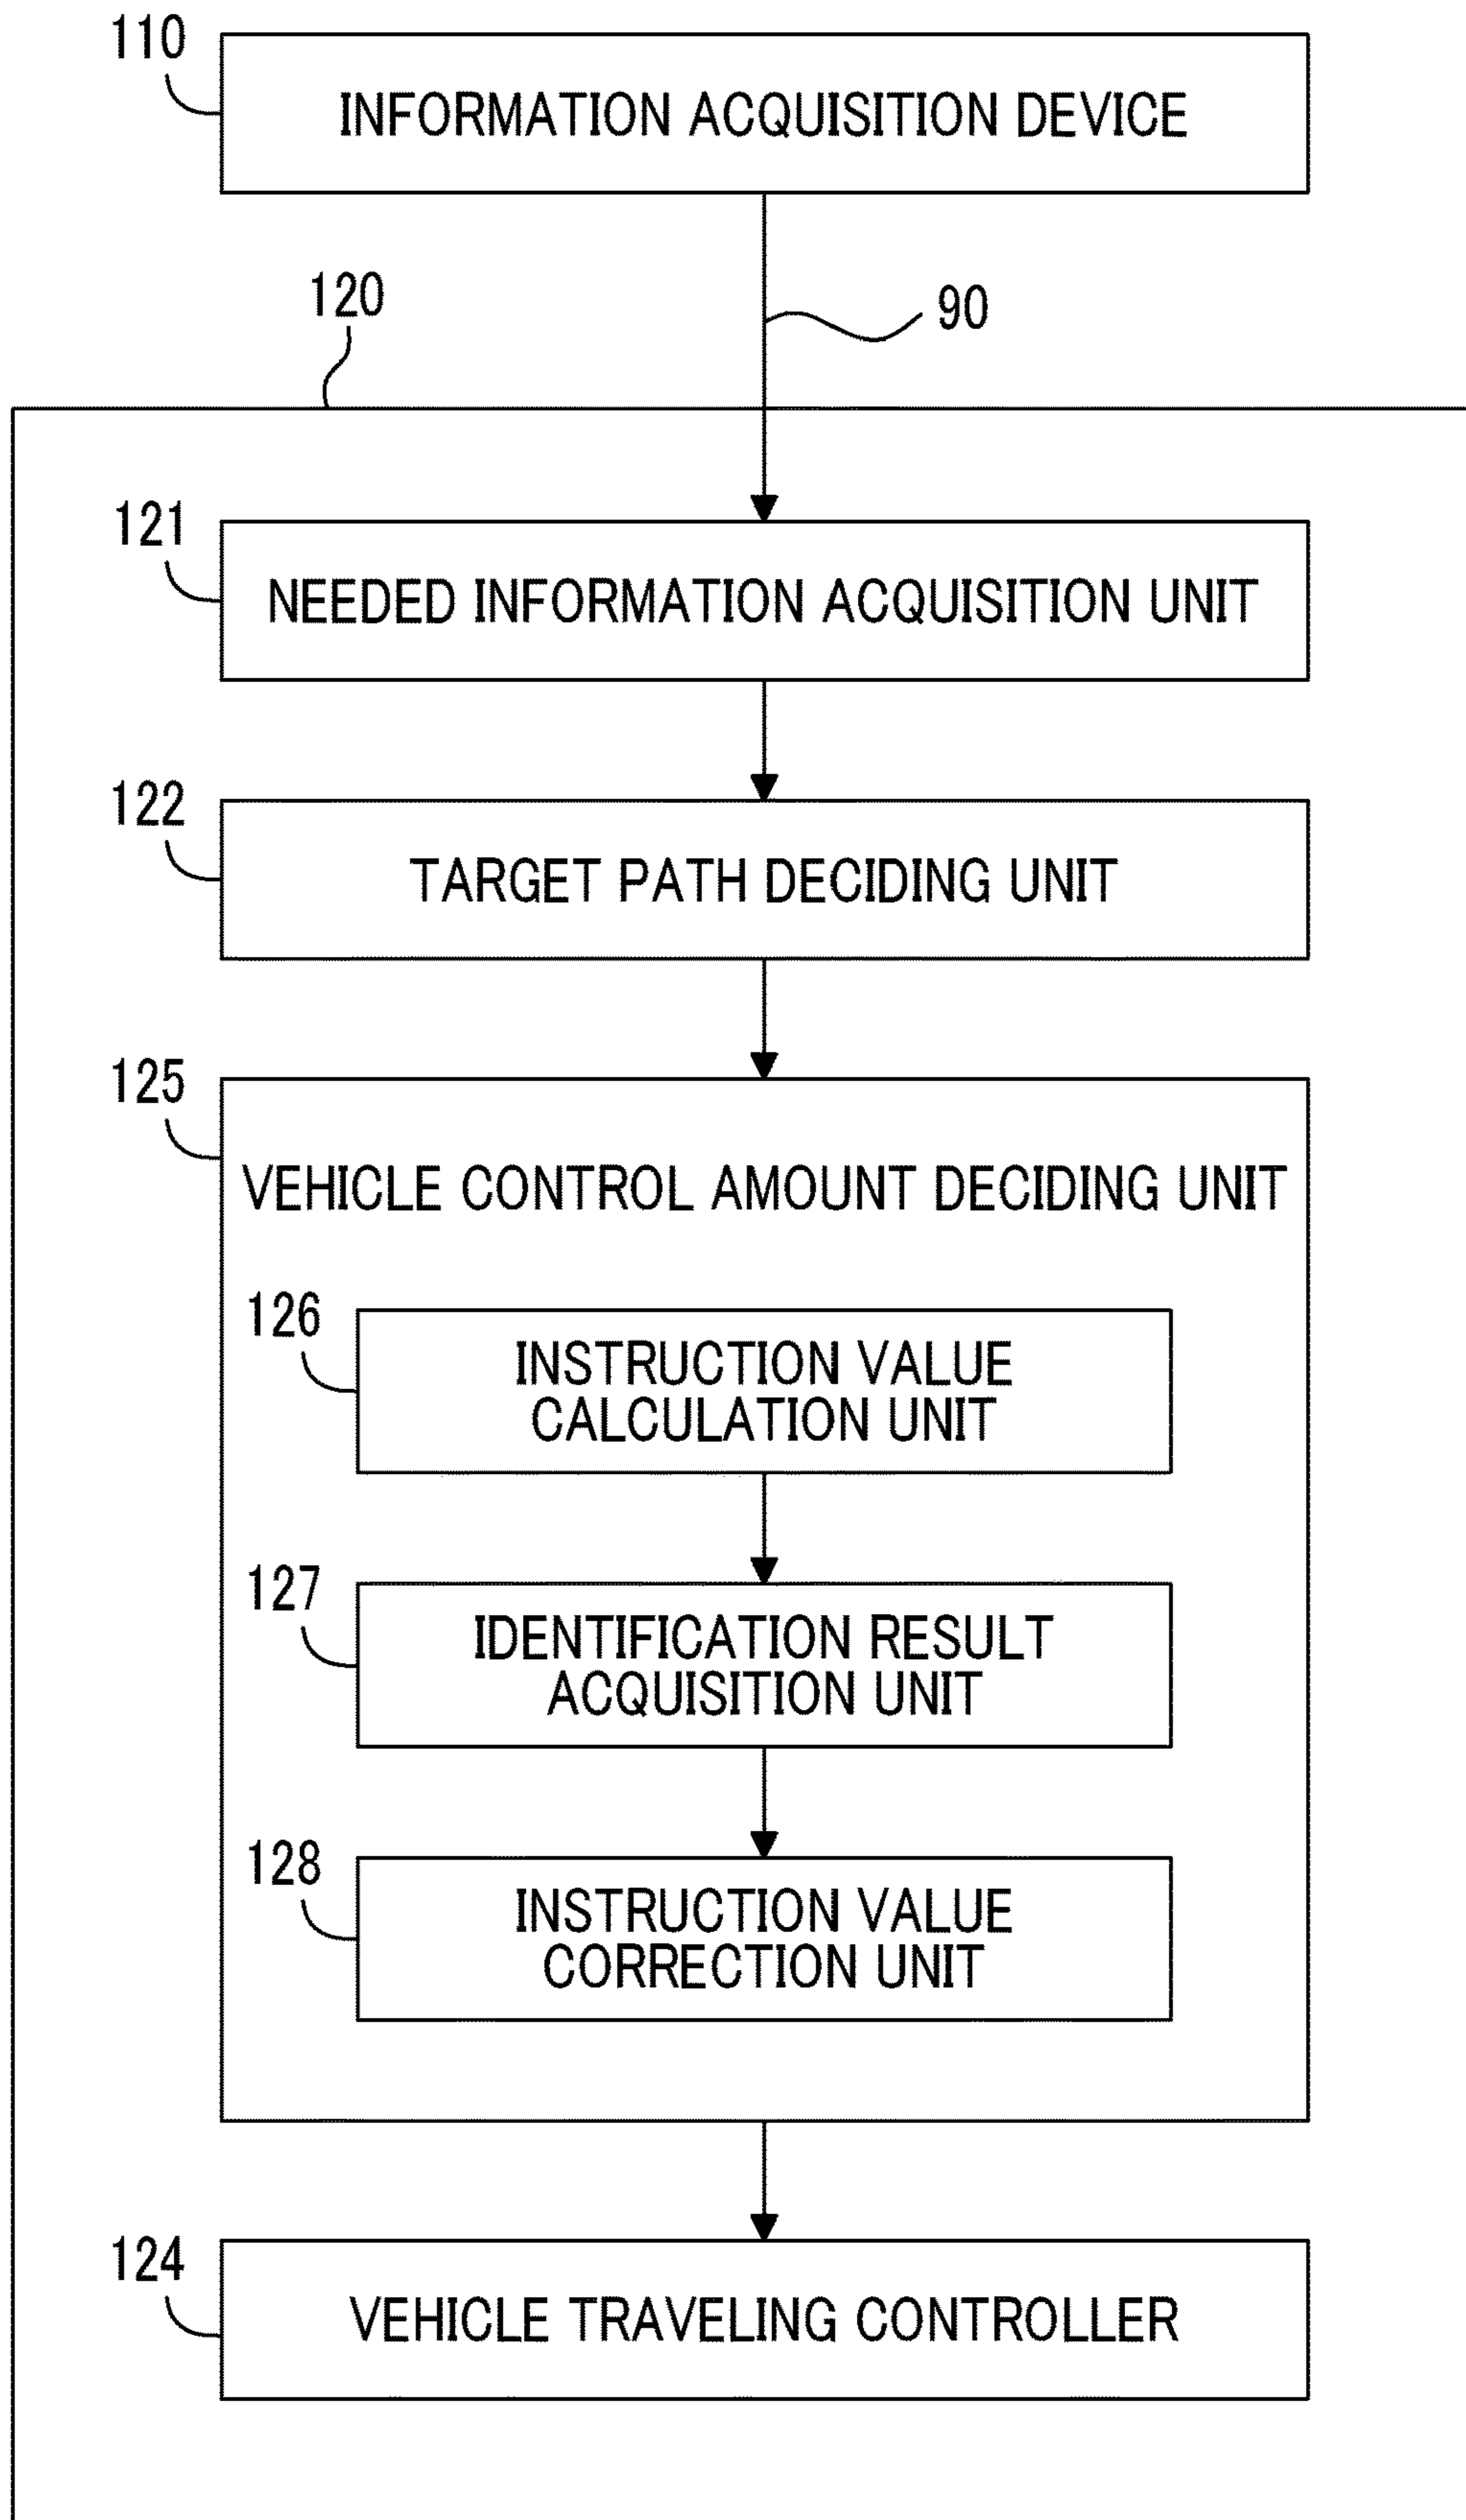 110
INFORMATION ACQUISITION DEVICE
120
90
121
NEEDED INFORMATION ACQUISITION UNIT
122
TARGET PATH DECIDING UNIT
125
VEHICLE CONTROL AMOUNT DECIDING UNIT
126
INSTRUCTION VALUE
CALCULATION UNIT
127
IDENTIFICATION RESULT
ACQUISITION UNIT
128
INSTRUCTION VALUE
CORRECTION UNIT
124
VEHICLE TRAVELING CONTROLLER